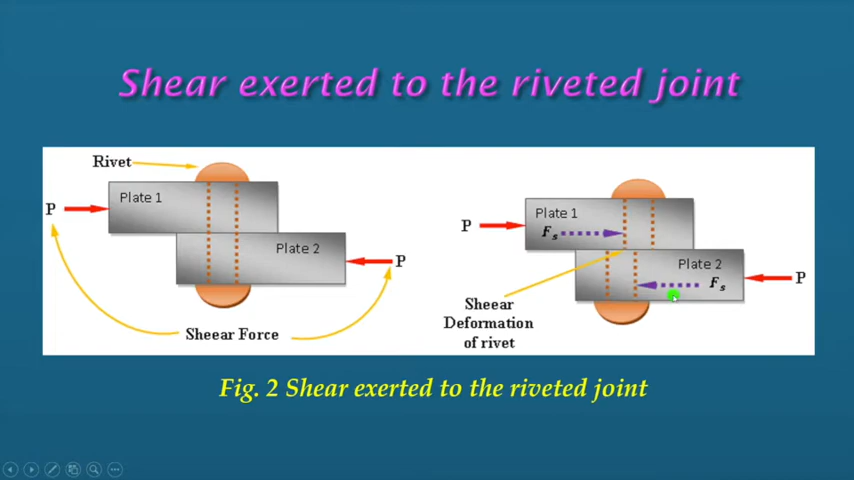 Shear exerted to the riveted joint
Rivet
Plate 1
P
Plate 2
P
Sheear Force
Plate 1
P
Fs
Plate 2
P
Fs
Sheear
Deformation
of rivet
Fig. 2 Shear exerted to the riveted joint